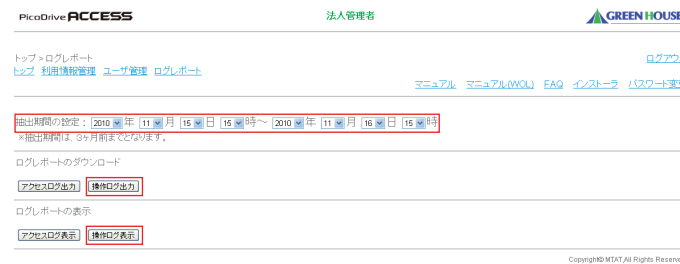 PicoDrive ACCESS 法人管理者 GREEN HOUSE
トップ > ログレポート ログアウ
トップ 利用情報管理 ユーザ管理 ログレポート
マニュアル マニュアル(WOL) FAQ インストーラ パスワード変
抽出期間の設定： 2010 年 11 月 15 日 15 時～ 2010 年 11 月 16 日 15 時
※抽出期間は、3ヶ月前までとなります。
ログレポートのダウンロード
アクセスログ出力 操作ログ出力
ログレポートの表示
アクセスログ表示 操作ログ表示
Copyright© MTAT,All Rights Reserve